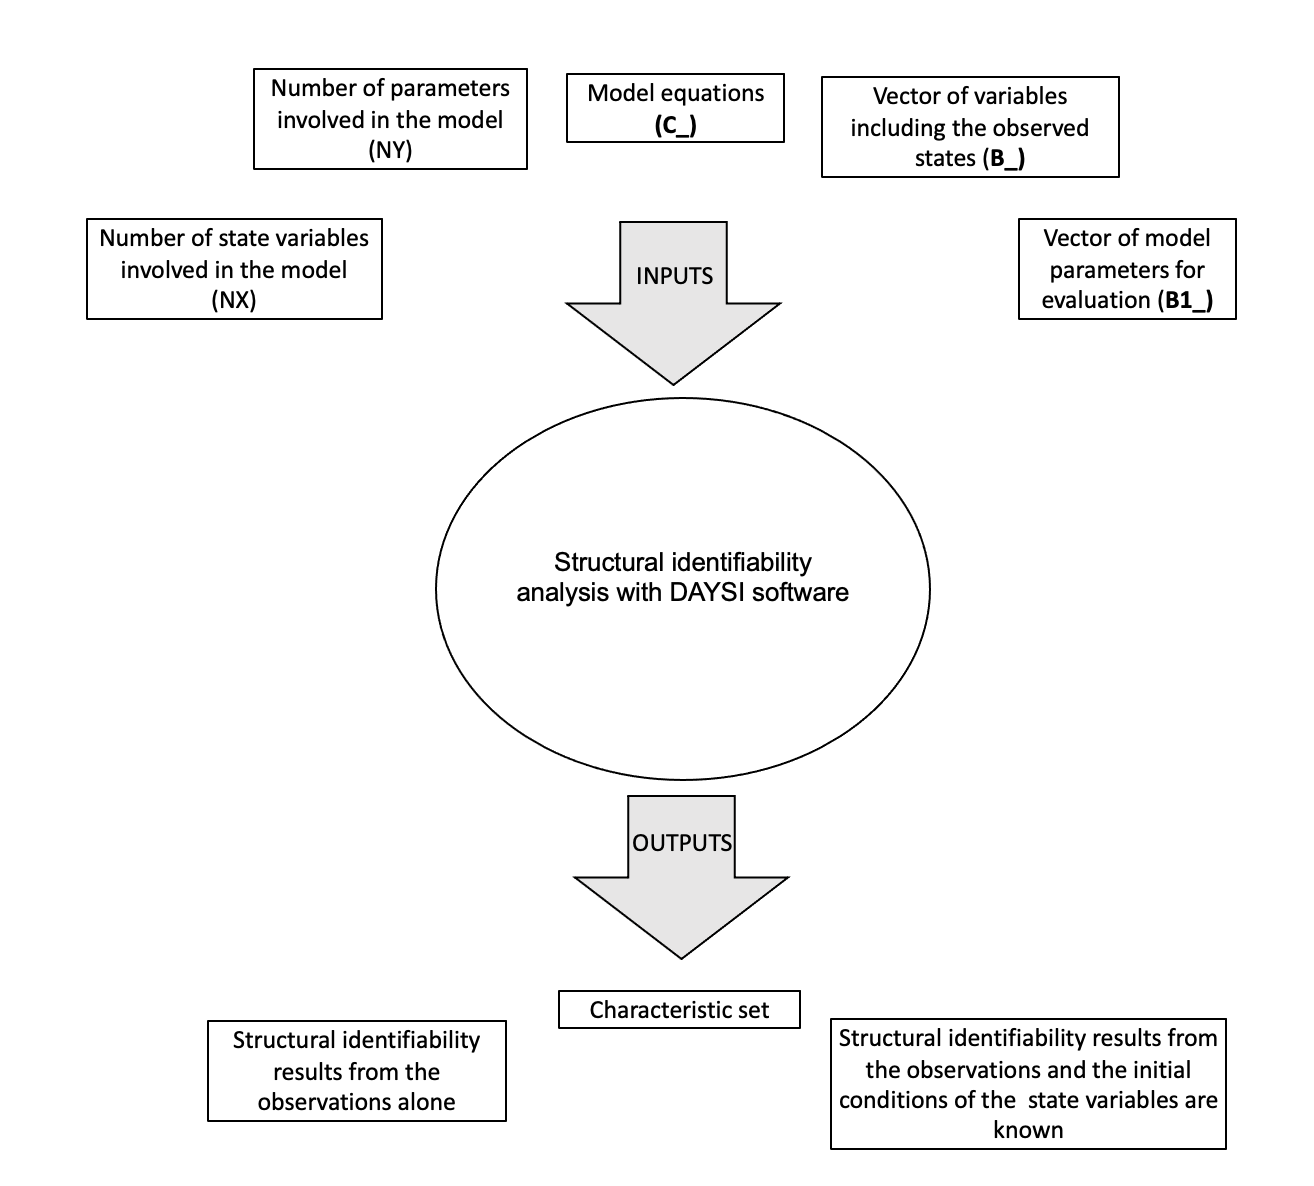 Number of parameters
involved in the model
(NY)
Model equations
(C_)
Vector of variables
including the observed
states (B_)
Number of state variables
involved in the model
(NX)
INPUTS
Vector of model
parameters for
evaluation (B1_)
Structural identifiability
analysis with DAYSI software
OUTPUTS
Characteristic set
Structural identifiability
results from the
observations alone
Structural identifiability results from
the observations and the initial
conditions of the state variables are
known